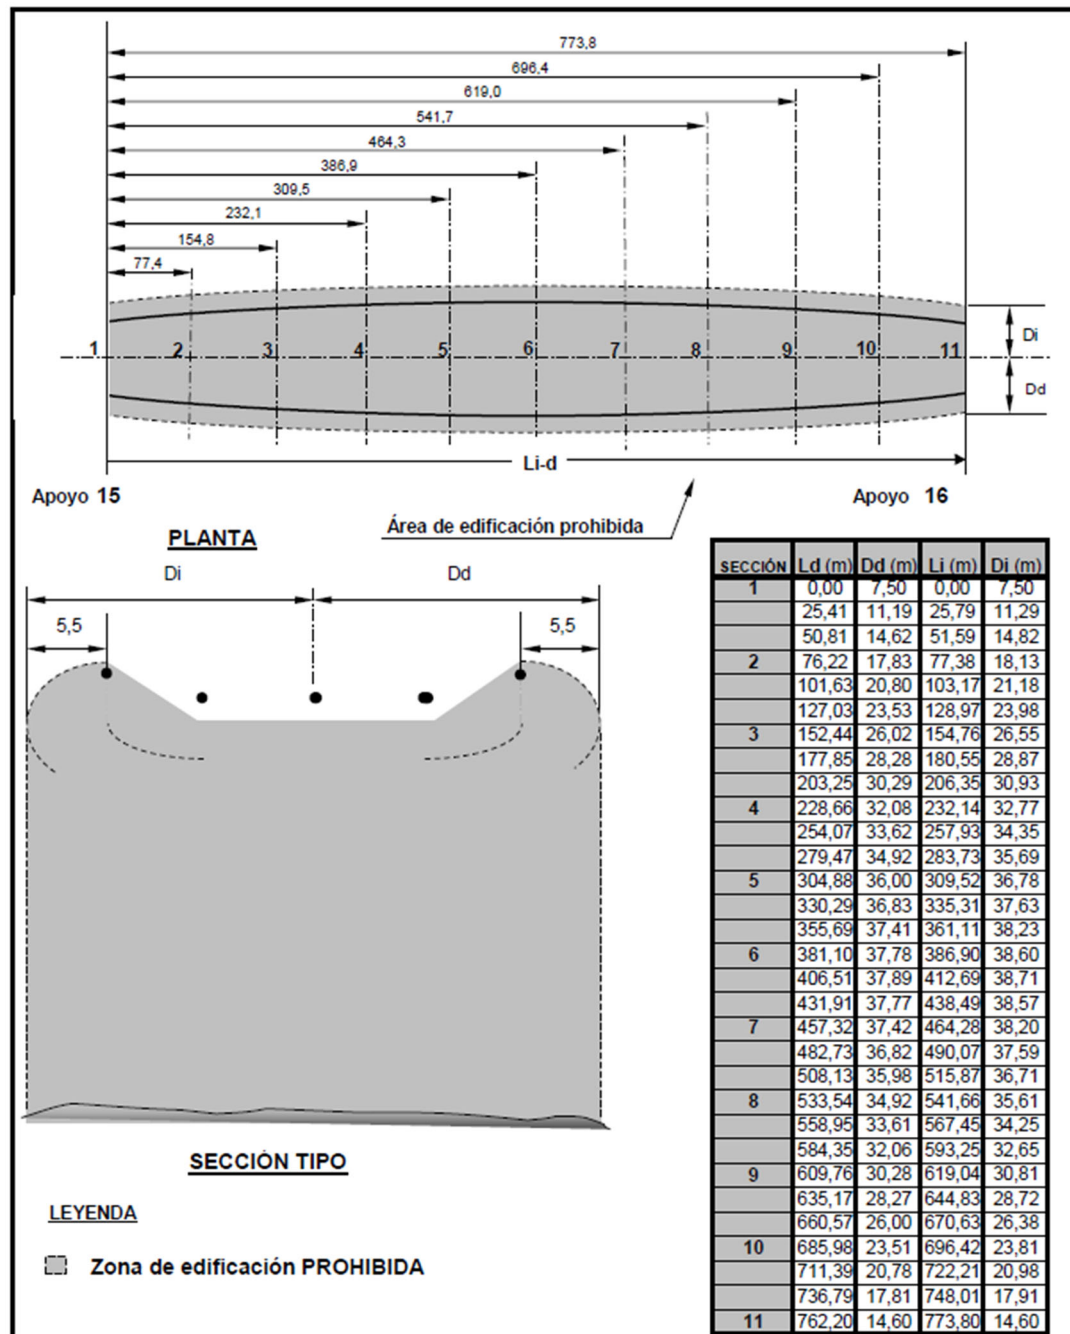 773,8
696,4
619,0
541,7
464,3
386,9
309,5
232,1
154,8
77,4
1 2 3 4 5 6 7 8 9 10 11
Di
Dd
Li-d
Apoyo 15
Apoyo 16
Área de edificación prohibida
PLANTA
Di Dd
5,5 5,5
SECCIÓN TIPO
LEYENDA
Zona de edificación PROHIBIDA
SECCIÓN Ld (m) Dd (m) Li (m) Di (m)
1 0,00 7,50 0,00 7,50
25,41 11,19 25,79 11,29
50,81 14,62 51,59 14,82
2 76,22 17,83 77,38 18,13
101,63 20,80 103,17 21,18
127,03 23,53 128,97 23,98
3 152,44 26,02 154,76 26,55
177,85 28,28 180,55 28,87
203,25 30,29 206,35 30,93
4 228,66 32,08 232,14 32,77
254,07 33,62 257,93 34,35
279,47 34,92 283,73 35,69
5 304,88 36,00 309,52 36,78
330,29 36,83 335,31 37,63
355,69 37,41 361,11 38,23
6 381,10 37,78 386,90 38,60
406,51 37,89 412,69 38,71
431,91 37,77 438,49 38,57
7 457,32 37,42 464,28 38,20
482,73 36,82 490,07 37,59
508,13 35,98 515,87 36,71
8 533,54 34,92 541,66 35,61
558,95 33,61 567,45 34,25
584,35 32,06 593,25 32,65
9 609,76 30,28 619,04 30,81
635,17 28,27 644,83 28,72
660,57 26,00 670,63 26,38
10 685,98 23,51 696,42 23,81
711,39 20,78 722,21 20,98
736,79 17,81 748,01 17,91
11 762,20 14,60 773,80 14,60